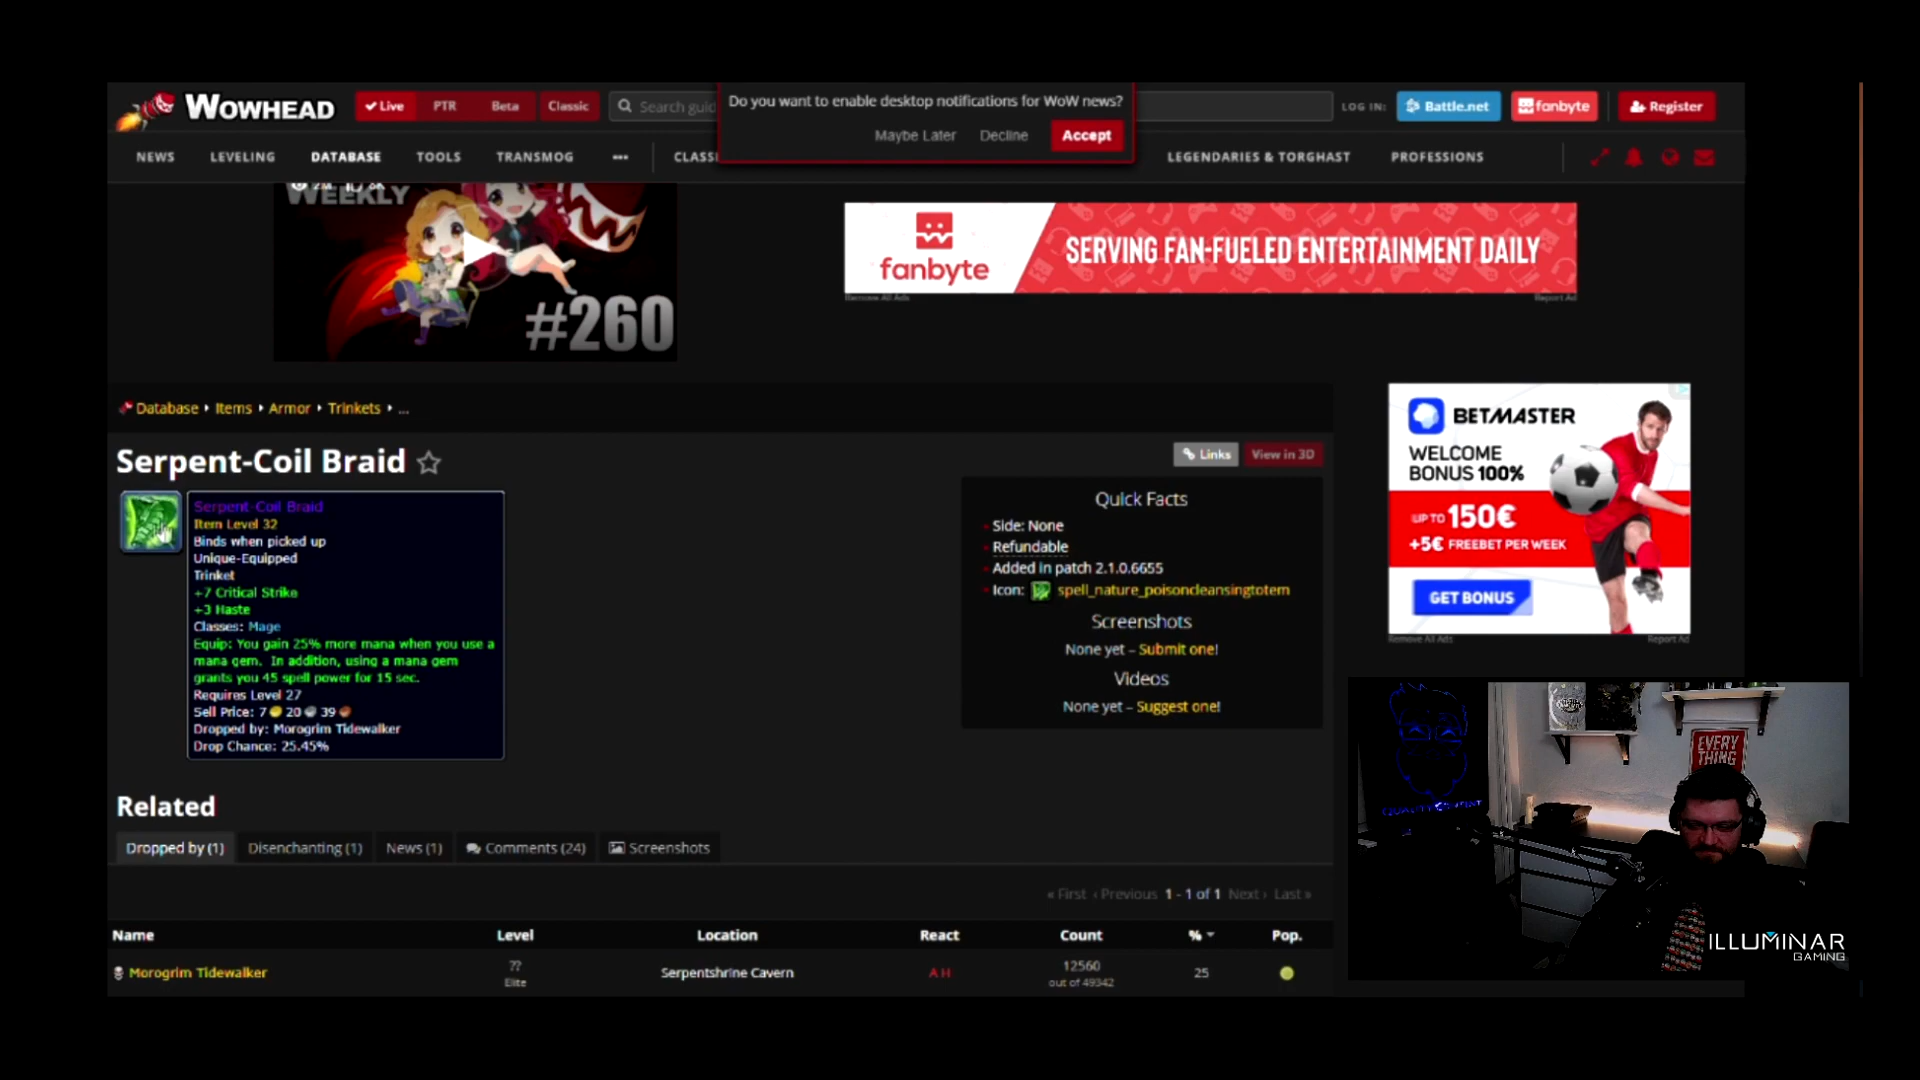 WOWHEAD
Live PTR Beta Classic
Search guid
Do you want to enable desktop notifications for WoW news?
Maybe Later Decline Accept
LOG IN: Battle.net fanbyte Register
NEWS LEVELING DATABASE TOOLS TRANSMOG ... CLASS LEGENDARIES & TORGHAST PROFESSIONS
WEEKLY
#260
fanbyte
SERVING FAN-FUELED ENTERTAINMENT DAILY
Remove All Ads Report Ad
Database Items Armor Trinkets ...
Serpent-Coil Braid
Links View in 3D
Serpent-Coil Braid
Item Level 32
Binds when picked up
Unique-Equipped
Trinket
+7 Critical Strike
+3 Haste
Classes: Mage
Equip: You gain 25% more mana when you use a
mana gem. In addition, using a mana gem
grants you 45 spell power for 15 sec.
Requires Level 27
Sell Price: 7 20 39
Dropped by: Morogrim Tidewalker
Drop Chance: 25.45%
Quick Facts
Side: None
Refundable
Added in patch 2.1.0.6655
Icon: spell_nature_poisoncleansingtotem
Screenshots
None yet – Submit one!
Videos
None yet – Suggest one!
BETMASTER
WELCOME
BONUS 100%
UP TO 150€
+5€ FREEBET PER WEEK
GET BONUS
Remove All Ads Report Ad
Related
Dropped by (1) Disenchanting (1) News (1) Comments (24) Screenshots
« First ‹ Previous 1 - 1 of 1 Next › Last »
Name Level Location React Count % Pop.
Morogrim Tidewalker ?? Serpentshrine Cavern A H 12560 25
Elite out of 49342
EVERY
THING
ILLUMINAR
GAMING